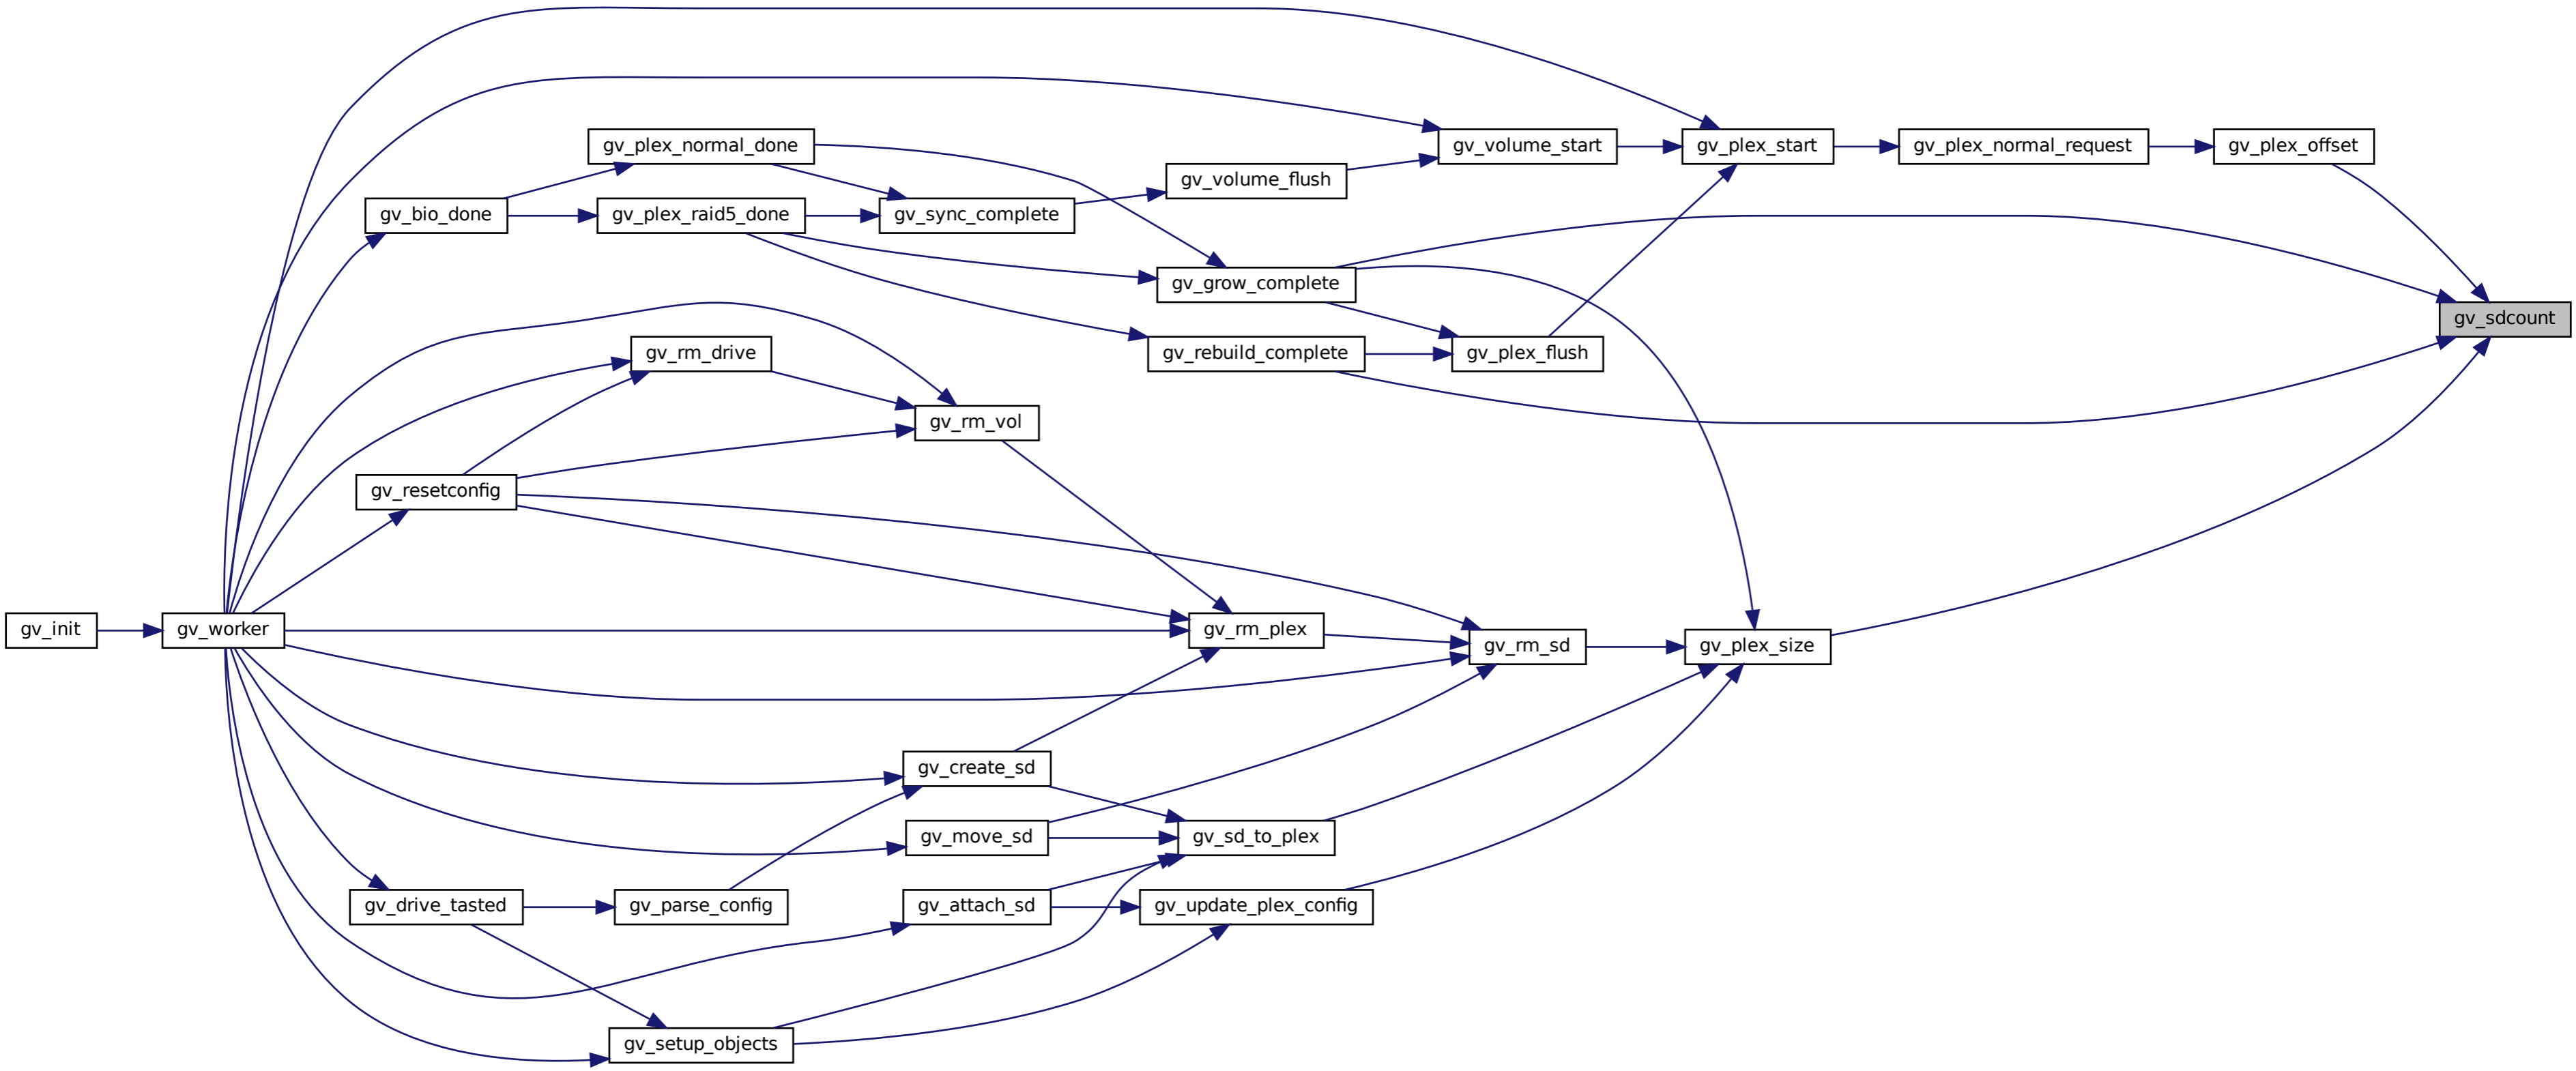 gv_plex_normal_done
gv_volume_start
gv_plex_start
gv_plex_normal_request
gv_plex_offset
gv_volume_flush
gv_bio_done
gv_plex_raid5_done
gv_sync_complete
gv_grow_complete
gv_sdcount
gv_rm_drive
gv_rebuild_complete
gv_plex_flush
gv_rm_vol
gv_resetconfig
gv_init
gv_worker
gv_rm_plex
gv_rm_sd
gv_plex_size
gv_create_sd
gv_move_sd
gv_sd_to_plex
gv_drive_tasted
gv_parse_config
gv_attach_sd
gv_update_plex_config
gv_setup_objects